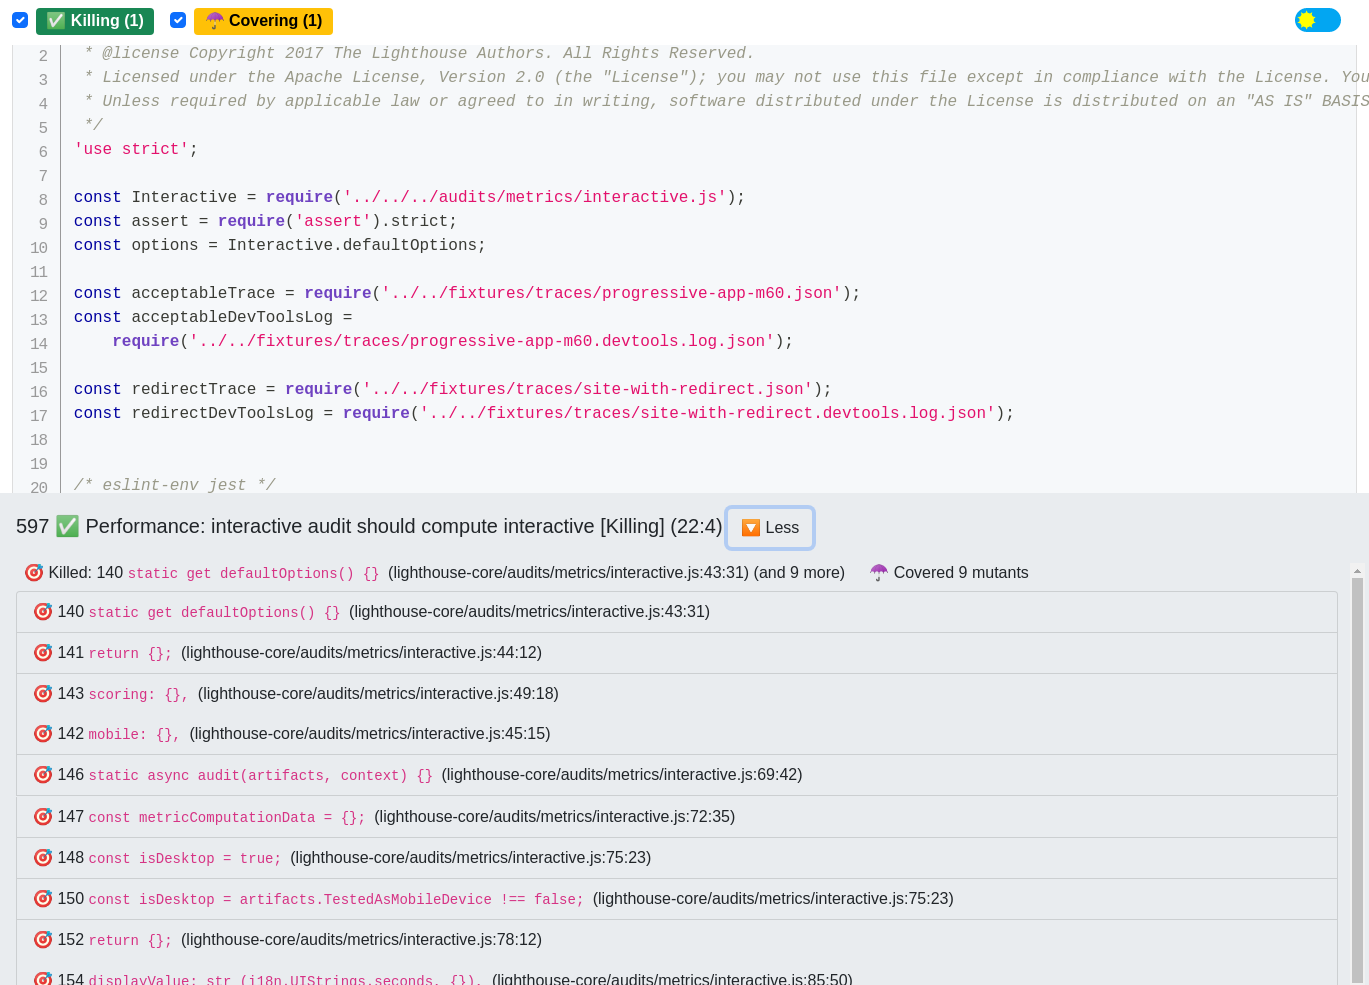 ✅ Killing (1) ☂️ Covering (1)
2 * @license Copyright 2017 The Lighthouse Authors. All Rights Reserved.
3 * Licensed under the Apache License, Version 2.0 (the "License"); you may not use this file except in compliance with the License. You
4 * Unless required by applicable law or agreed to in writing, software distributed under the License is distributed on an "AS IS" BASIS
5 */
6 'use strict';
7
8 const Interactive = require('../../../audits/metrics/interactive.js');
9 const assert = require('assert').strict;
10 const options = Interactive.defaultOptions;
11
12 const acceptableTrace = require('../../fixtures/traces/progressive-app-m60.json');
13 const acceptableDevToolsLog =
14 require('../../fixtures/traces/progressive-app-m60.devtools.log.json');
15
16 const redirectTrace = require('../../fixtures/traces/site-with-redirect.json');
17 const redirectDevToolsLog = require('../../fixtures/traces/site-with-redirect.devtools.log.json');
18
19
20 /* eslint-env jest */
597 ✅ Performance: interactive audit should compute interactive [Killing] (22:4) 🔽 Less
🎯 Killed: 140 static get defaultOptions() {} (lighthouse-core/audits/metrics/interactive.js:43:31) (and 9 more) ☂️ Covered 9 mutants
🎯 140 static get defaultOptions() {} (lighthouse-core/audits/metrics/interactive.js:43:31)
🎯 141 return {}; (lighthouse-core/audits/metrics/interactive.js:44:12)
🎯 143 scoring: {}, (lighthouse-core/audits/metrics/interactive.js:49:18)
🎯 142 mobile: {}, (lighthouse-core/audits/metrics/interactive.js:45:15)
🎯 146 static async audit(artifacts, context) {} (lighthouse-core/audits/metrics/interactive.js:69:42)
🎯 147 const metricComputationData = {}; (lighthouse-core/audits/metrics/interactive.js:72:35)
🎯 148 const isDesktop = true; (lighthouse-core/audits/metrics/interactive.js:75:23)
🎯 150 const isDesktop = artifacts.TestedAsMobileDevice !== false; (lighthouse-core/audits/metrics/interactive.js:75:23)
🎯 152 return {}; (lighthouse-core/audits/metrics/interactive.js:78:12)
🎯 154 displayValue: str_(i18n.UIStrings.seconds, {}), (lighthouse-core/audits/metrics/interactive.js:85:50)